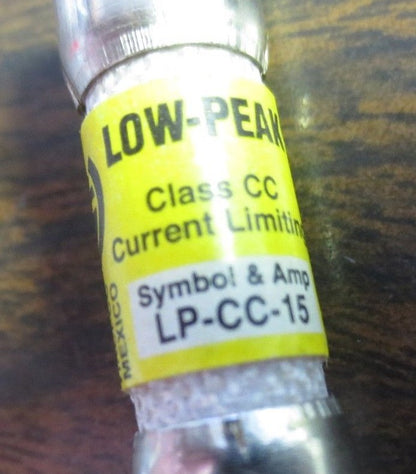 LOW-PEAK
Class CC
Current Limitin
Symbol & Amp
LP-CC-15
MEXICO